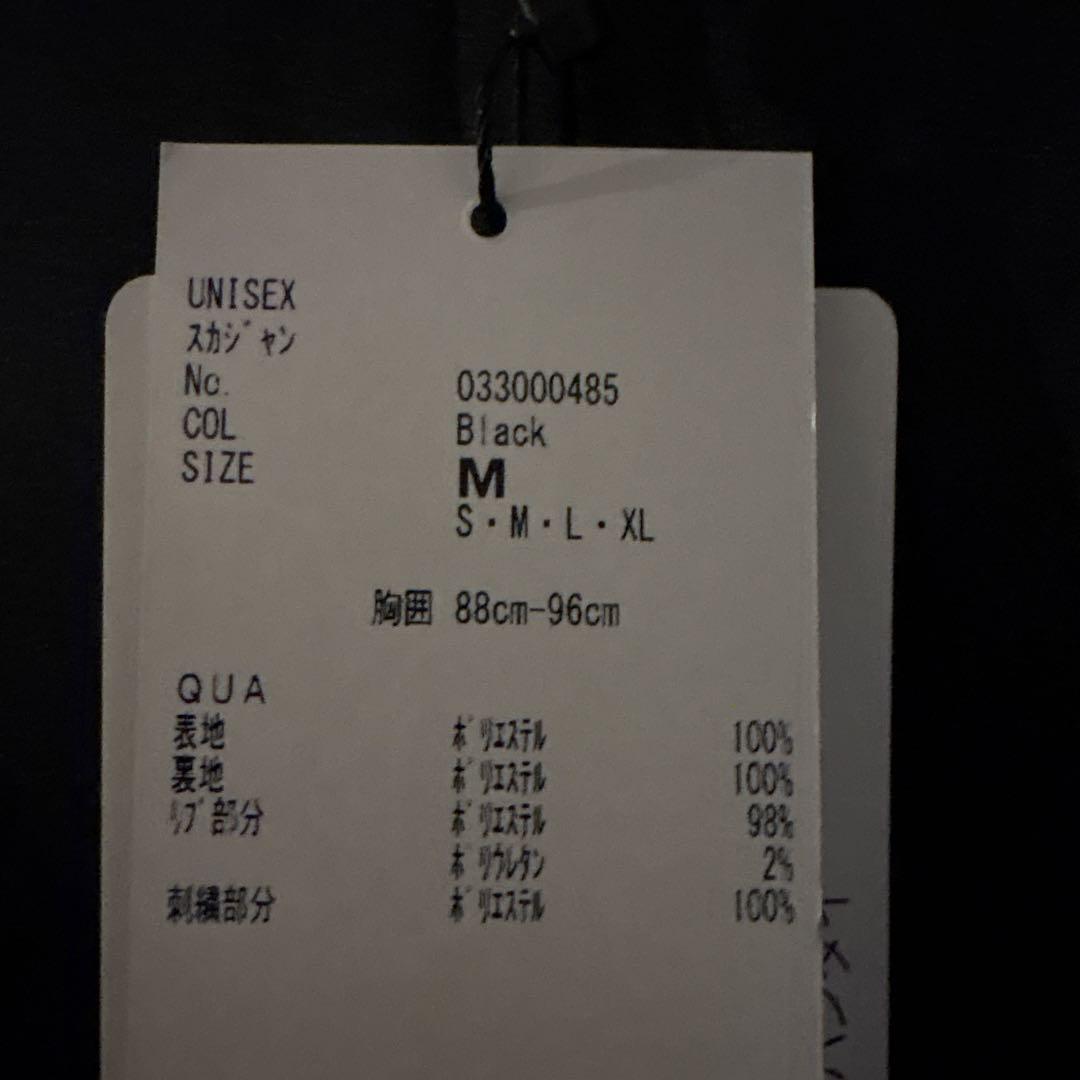 UNISEX
ｽｶｼﾞｬﾝ
No. 033000485
COL Black
SIZE M
S・M・L・XL
胸囲 88cm-96cm
QUA
表地 ﾎﾟﾘｴｽﾃﾙ 100%
裏地 ﾎﾟﾘｴｽﾃﾙ 100%
ﾘﾌﾞ部分 ﾎﾟﾘｴｽﾃﾙ 98%
ﾎﾟﾘｳﾚﾀﾝ 2%
刺繍部分 ﾎﾟﾘｴｽﾃﾙ 100%